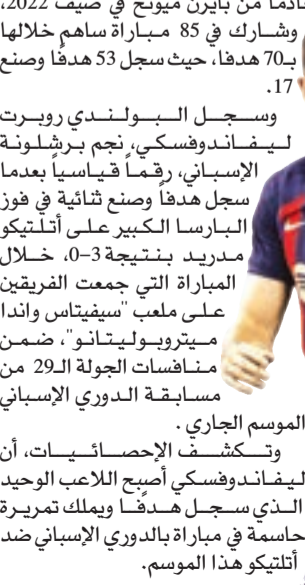 قادما من بايرن ميونخ في صيف 2022،
وشارك في 85 مباراة ساهم خلالها
بـ70 هدفا، حيث سجل 53 هدفًا وصنع
17.
وسجل البولندي روبرت
ليفاندوفسكي، نجم برشلونة
الإسباني، رقماً قياسياً بعدما
سجل هدفاً وصنع ثنائية في فوز
البارسا الكبير على أتلتيكو
مدريد بنتيجة 3–0، خلال
المباراة التي جمعت الفريقين
على ملعب "سيفيتاس واندا
ميتروبوليتانو"، ضمن
منافسات الجولة الـ29 من
مسابقة الدوري الإسباني
الموسم الجاري .
وتكشف الإحصائيات، أن
ليفاندوفسكي أصبح اللاعب الوحيد
الذي سجل هدفًا ويملك تمريرة
حاسمة في مباراة بالدوري الإسباني ضد
أتلتيكو هذا الموسم.